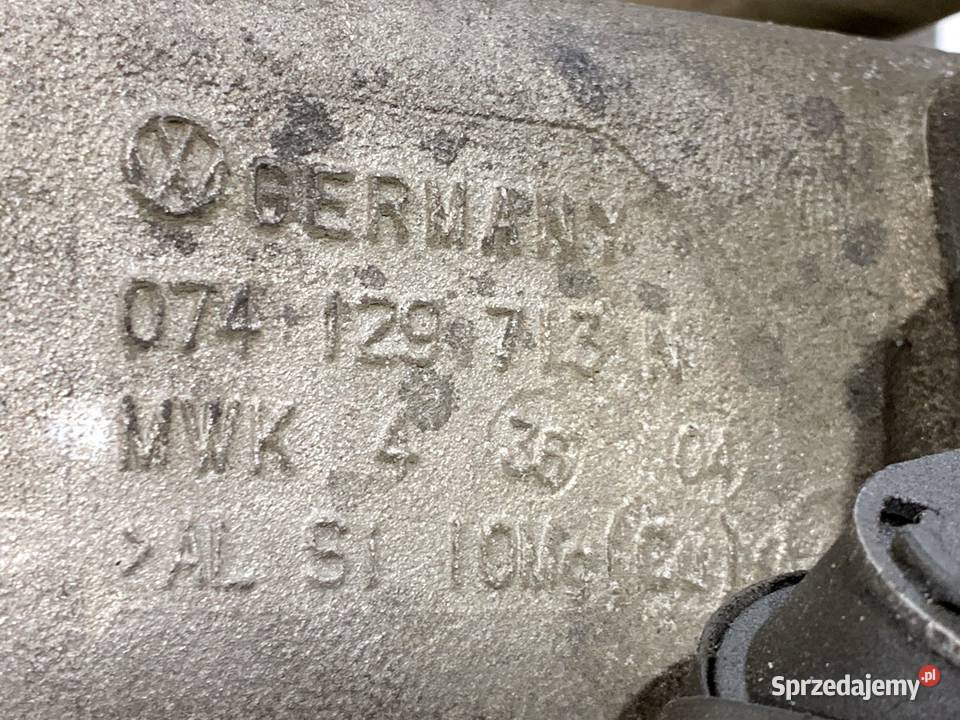 GERMANY
074 129 713 N
MWK 4 36 04
>AL SI 10Mg(Cu)
Sprzedajemy.pl